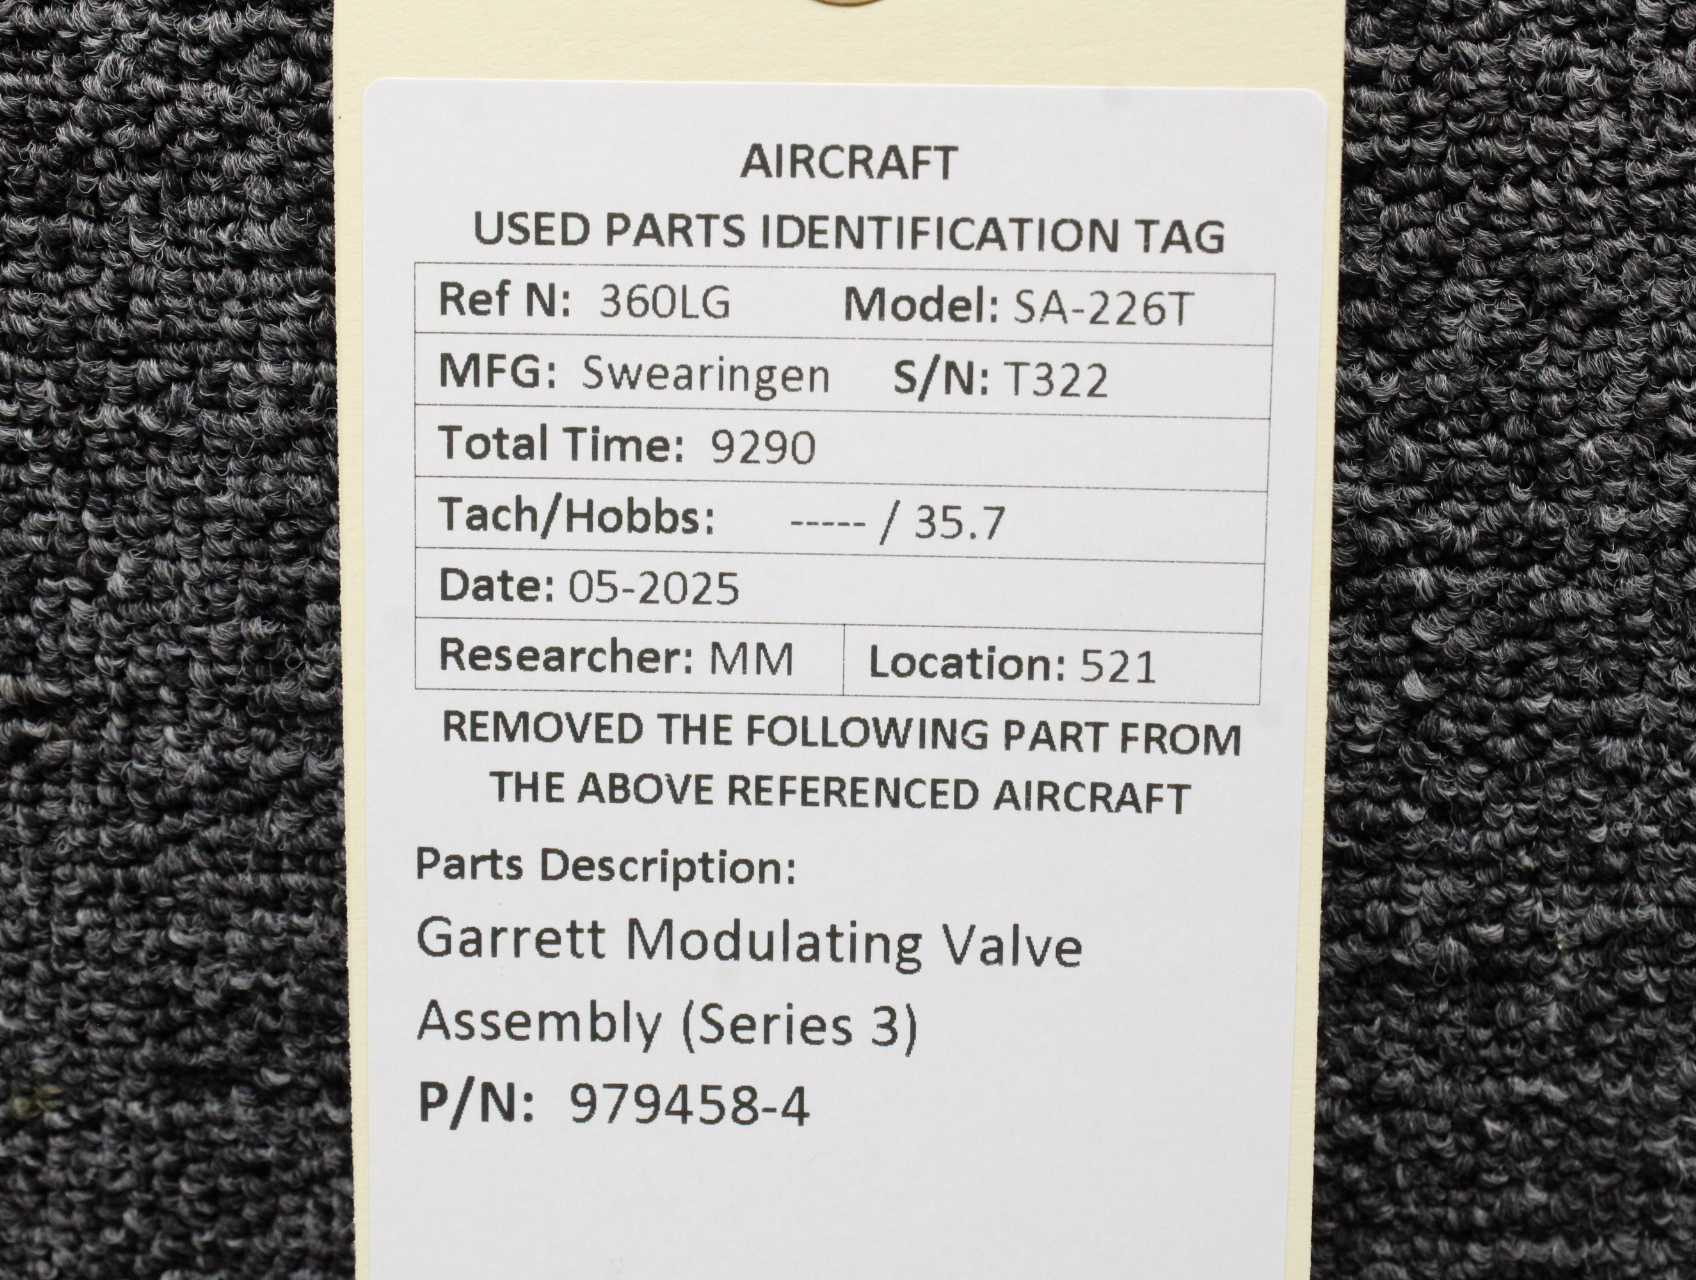 AIRCRAFT
USED PARTS IDENTIFICATION TAG
Ref N: 360LG Model: SA-226T
MFG: Swearingen S/N: T322
Total Time: 9290
Tach/Hobbs: ----- / 35.7
Date: 05-2025
Researcher: MM Location: 521
REMOVED THE FOLLOWING PART FROM
THE ABOVE REFERENCED AIRCRAFT
Parts Description:
Garrett Modulating Valve
Assembly (Series 3)
P/N: 979458-4